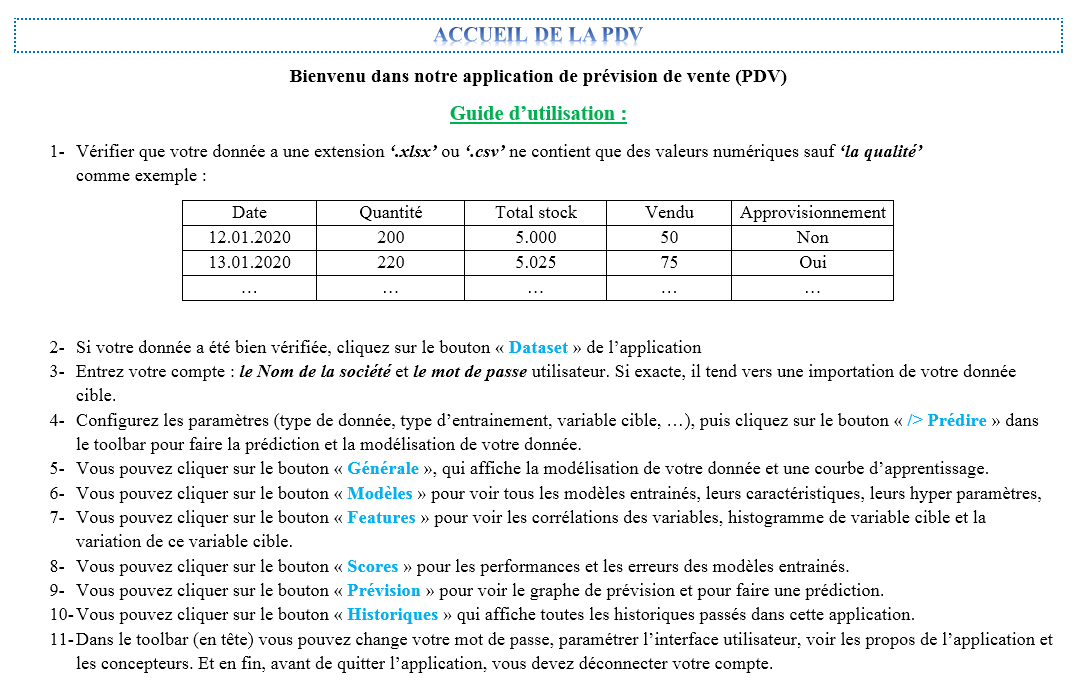 ACCUEIL DE LA PDV
Bienvenu dans notre application de prévision de vente (PDV)
Guide d’utilisation :
1- Vérifier que votre donnée a une extension ‘.xlsx’ ou ‘.csv’ ne contient que des valeurs numériques sauf ‘la qualité’
comme exemple :
Date Quantité Total stock Vendu Approvisionnement
12.01.2020 200 5.000 50 Non
13.01.2020 220 5.025 75 Oui
… … … … …
2- Si votre donnée a été bien vérifiée, cliquez sur le bouton « Dataset » de l’application
3- Entrez votre compte : le Nom de la société et le mot de passe utilisateur. Si exacte, il tend vers une importation de votre donnée
cible.
4- Configurez les paramètres (type de donnée, type d’entrainement, variable cible, …), puis cliquez sur le bouton « /> Prédire » dans
le toolbar pour faire la prédiction et la modélisation de votre donnée.
5- Vous pouvez cliquer sur le bouton « Générale », qui affiche la modélisation de votre donnée et une courbe d’apprentissage.
6- Vous pouvez cliquer sur le bouton « Modèles » pour voir tous les modèles entrainés, leurs caractéristiques, leurs hyper paramètres,
7- Vous pouvez cliquer sur le bouton « Features » pour voir les corrélations des variables, histogramme de variable cible et la
variation de ce variable cible.
8- Vous pouvez cliquer sur le bouton « Scores » pour les performances et les erreurs des modèles entrainés.
9- Vous pouvez cliquer sur le bouton « Prévision » pour voir le graphe de prévision et pour faire une prédiction.
10- Vous pouvez cliquer sur le bouton « Historiques » qui affiche toutes les historiques passés dans cette application.
11- Dans le toolbar (en tête) vous pouvez change votre mot de passe, paramétrer l’interface utilisateur, voir les propos de l’application et
les concepteurs. Et en fin, avant de quitter l’application, vous devez déconnecter votre compte.